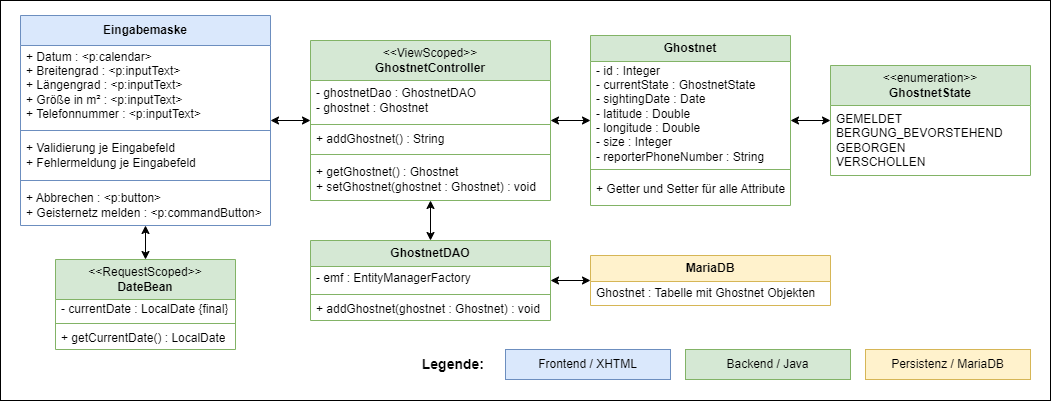 Eingabemaske
+ Datum : <p:calendar>
+ Breitengrad : <p:inputText>
+ Längengrad : <p:inputText>
+ Größe in m² : <p:inputText>
+ Telefonnummer : <p:inputText>
+ Validierung je Eingabefeld
+ Fehlermeldung je Eingabefeld
+ Abbrechen : <p:button>
+ Geisternetz melden : <p:commandButton>
<<ViewScoped>>
GhostnetController
- ghostnetDao : GhostnetDAO
- ghostnet : Ghostnet
+ addGhostnet() : String
+ getGhostnet() : Ghostnet
+ setGhostnet(ghostnet : Ghostnet) : void
Ghostnet
- id : Integer
- currentState : GhostnetState
- sightingDate : Date
- latitude : Double
- longitude : Double
- size : Integer
- reporterPhoneNumber : String
+ Getter und Setter für alle Attribute
<<enumeration>>
GhostnetState
GEMELDET
BERGUNG_BEVORSTEHEND
GEBORGEN
VERSCHOLLEN
<<RequestScoped>>
DateBean
- currentDate : LocalDate {final}
+ getCurrentDate() : LocalDate
GhostnetDAO
- emf : EntityManagerFactory
+ addGhostnet(ghostnet : Ghostnet) : void
MariaDB
Ghostnet : Tabelle mit Ghostnet Objekten
Legende:
Frontend / XHTML
Backend / Java
Persistenz / MariaDB